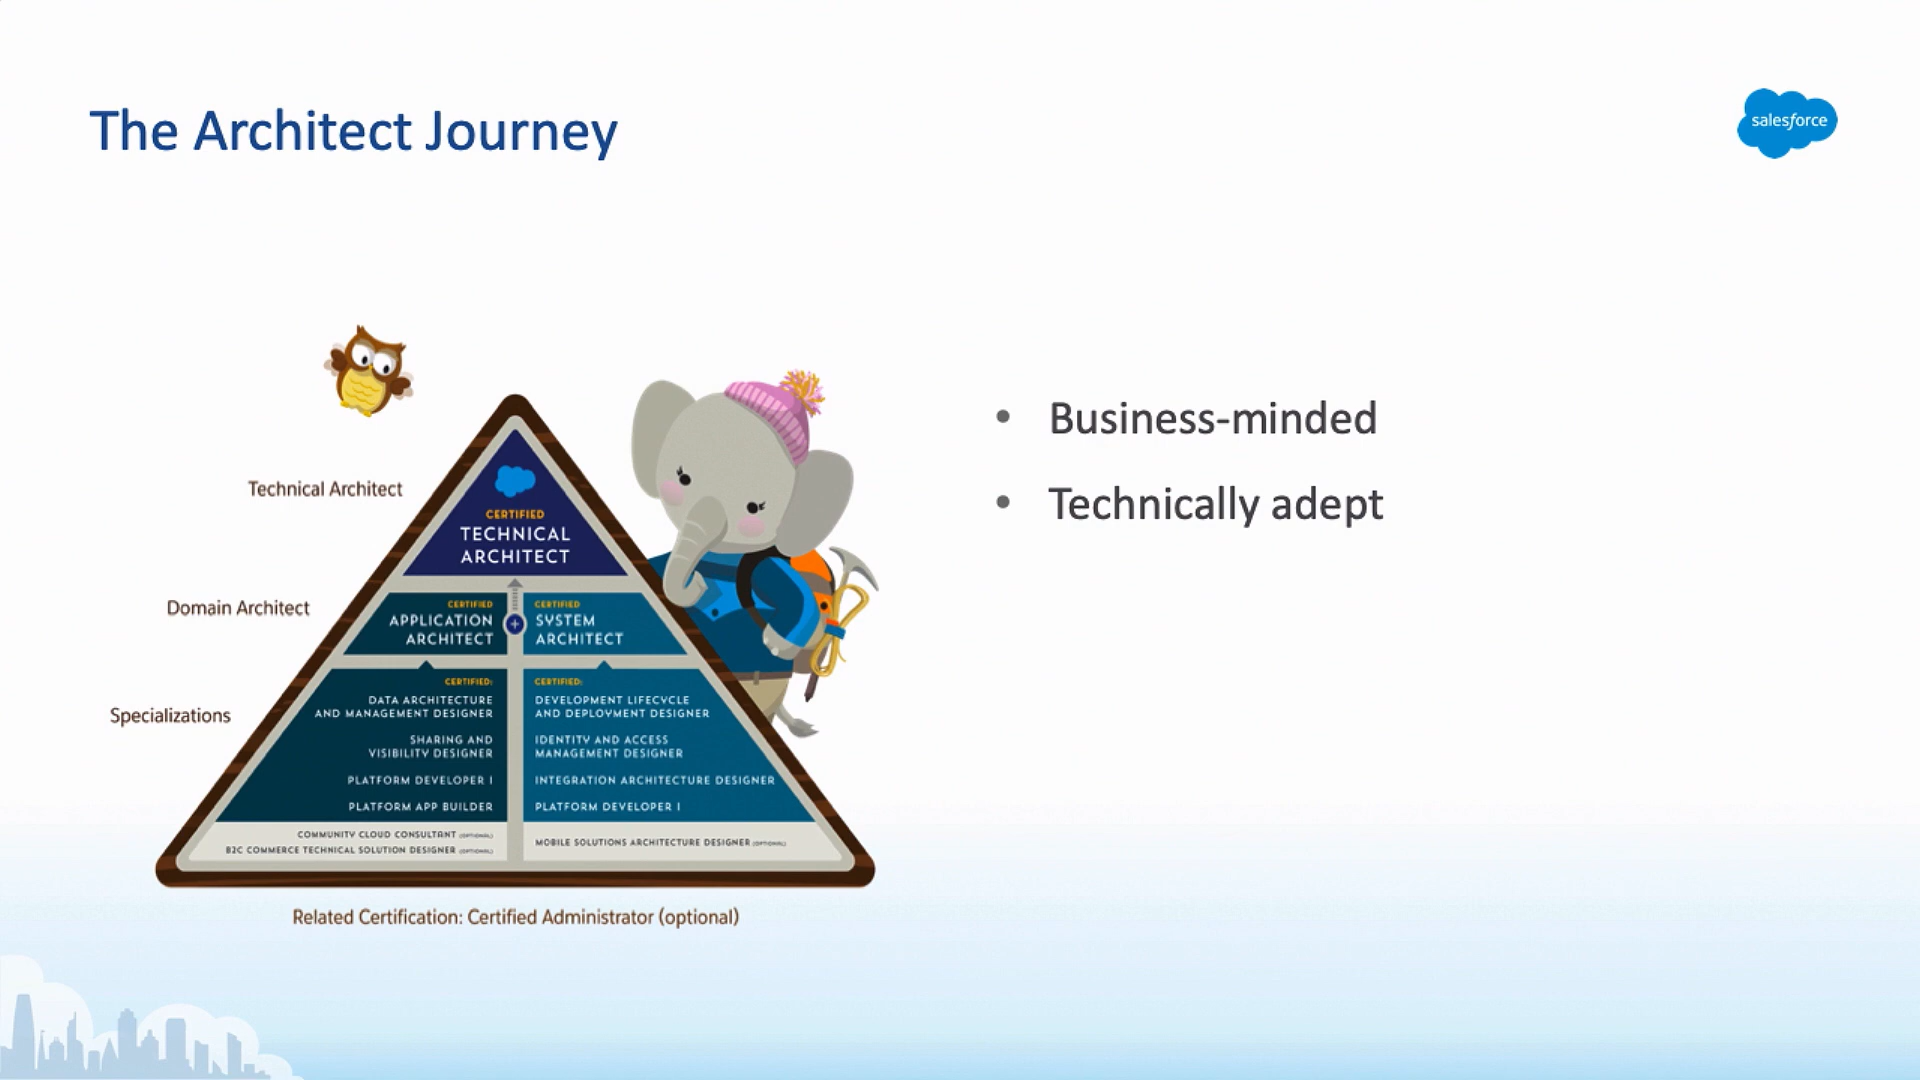 The Architect Journey
salesforce
Technical Architect
CERTIFIED
TECHNICAL
ARCHITECT
Domain Architect
CERTIFIED
APPLICATION
ARCHITECT
+
CERTIFIED
SYSTEM
ARCHITECT
Specializations
CERTIFIED:
DATA ARCHITECTURE
AND MANAGEMENT DESIGNER
SHARING AND
VISIBILITY DESIGNER
PLATFORM DEVELOPER I
PLATFORM APP BUILDER
COMMUNITY CLOUD CONSULTANT (OPTIONAL)
B2C COMMERCE TECHNICAL SOLUTION DESIGNER (OPTIONAL)
CERTIFIED:
DEVELOPMENT LIFECYCLE
AND DEPLOYMENT DESIGNER
IDENTITY AND ACCESS
MANAGEMENT DESIGNER
INTEGRATION ARCHITECTURE DESIGNER
PLATFORM DEVELOPER I
MOBILE SOLUTIONS ARCHITECTURE DESIGNER (OPTIONAL)
Related Certification: Certified Administrator (optional)
• Business-minded
• Technically adept